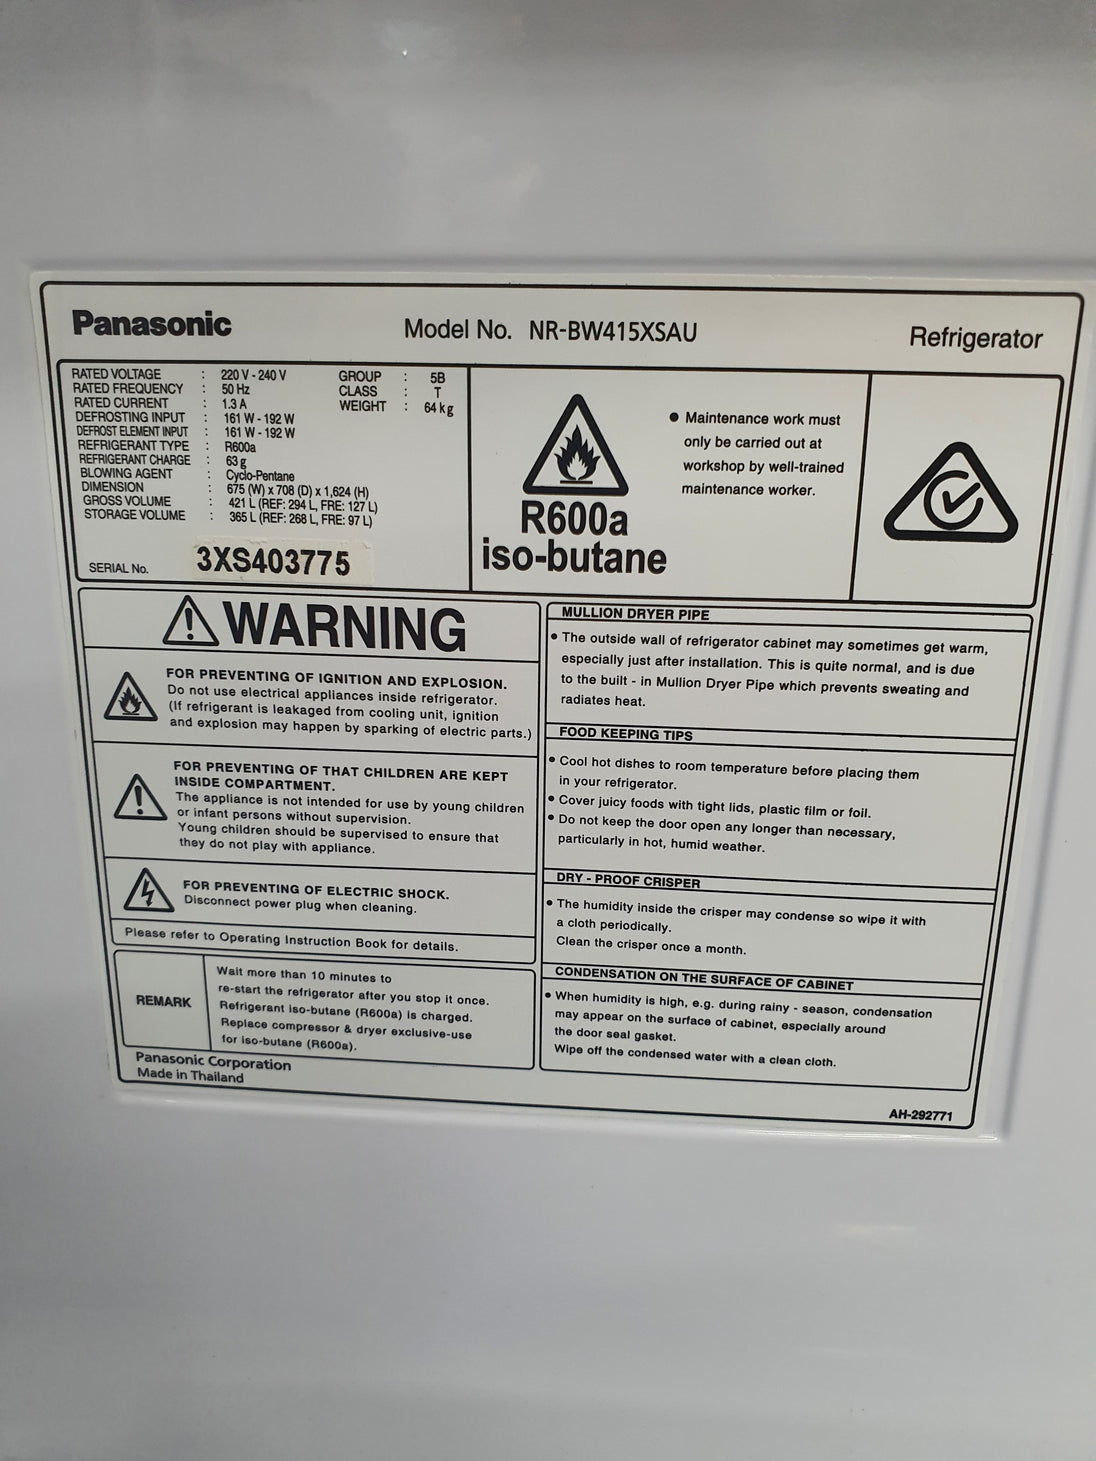 Panasonic Model No. NR-BW415XSAU Refrigerator
RATED VOLTAGE : 220 V - 240 V
RATED FREQUENCY : 50 Hz
RATED CURRENT : 1.3 A
DEFROSTING INPUT : 161 W - 192 W
DEFROST ELEMENT INPUT : 161 W - 192 W
REFRIGERANT TYPE : R600a
REFRIGERANT CHARGE : 63 g
BLOWING AGENT : Cyclo-Pentane
DIMENSION : 675 (W) x 708 (D) x 1,624 (H)
GROSS VOLUME : 421 L (REF: 294 L, FRE: 127 L)
STORAGE VOLUME : 365 L (REF: 268 L, FRE: 97 L)
GROUP : 5B
CLASS : T
WEIGHT : 64 kg
SERIAL No. 3XS403775
R600a
iso-butane
● Maintenance work must
only be carried out at
workshop by well-trained
maintenance worker.
WARNING
FOR PREVENTING OF IGNITION AND EXPLOSION.
Do not use electrical appliances inside refrigerator.
(If refrigerant is leakaged from cooling unit, ignition
and explosion may happen by sparking of electric parts.)
FOR PREVENTING OF THAT CHILDREN ARE KEPT
INSIDE COMPARTMENT.
The appliance is not intended for use by young children
or infant persons without supervision.
Young children should be supervised to ensure that
they do not play with appliance.
FOR PREVENTING OF ELECTRIC SHOCK.
Disconnect power plug when cleaning.
Please refer to Operating Instruction Book for details.
REMARK
Wait more than 10 minutes to
re-start the refrigerator after you stop it once.
Refrigerant iso-butane (R600a) is charged.
Replace compressor & dryer exclusive-use
for iso-butane (R600a).
Panasonic Corporation
Made in Thailand
MULLION DRYER PIPE
● The outside wall of refrigerator cabinet may sometimes get warm,
especially just after installation. This is quite normal, and is due
to the built - in Mullion Dryer Pipe which prevents sweating and
radiates heat.
FOOD KEEPING TIPS
● Cool hot dishes to room temperature before placing them
in your refrigerator.
● Cover juicy foods with tight lids, plastic film or foil.
● Do not keep the door open any longer than necessary,
particularly in hot, humid weather.
DRY - PROOF CRISPER
● The humidity inside the crisper may condense so wipe it with
a cloth periodically.
Clean the crisper once a month.
CONDENSATION ON THE SURFACE OF CABINET
● When humidity is high, e.g. during rainy - season, condensation
may appear on the surface of cabinet, especially around
the door seal gasket.
Wipe off the condensed water with a clean cloth.
AH-292771